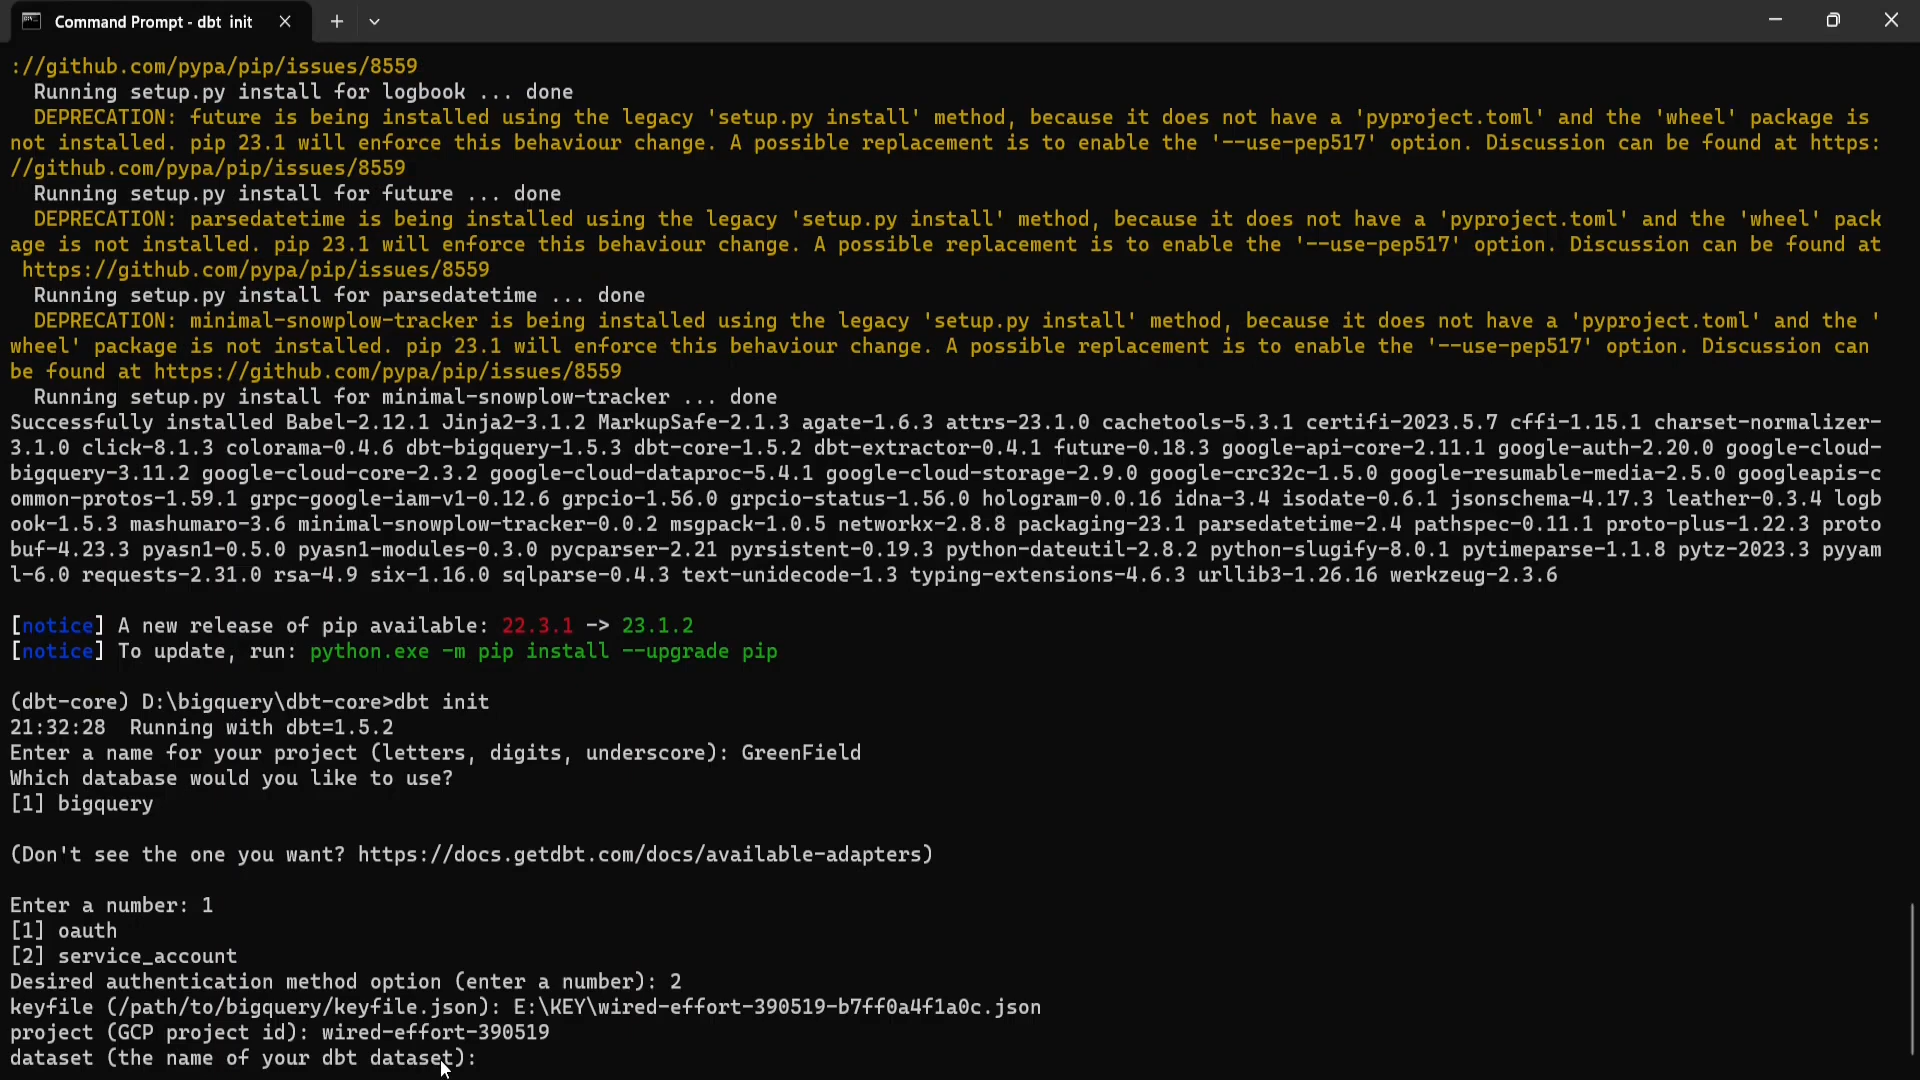 Command Prompt - dbt init
://github.com/pypa/pip/issues/8559
Running setup.py install for logbook ... done
DEPRECATION: future is being installed using the legacy 'setup.py install' method, because it does not have a 'pyproject.toml' and the 'wheel' package is
not installed. pip 23.1 will enforce this behaviour change. A possible replacement is to enable the '--use-pep517' option. Discussion can be found at https:
//github.com/pypa/pip/issues/8559
Running setup.py install for future ... done
DEPRECATION: parsedatetime is being installed using the legacy 'setup.py install' method, because it does not have a 'pyproject.toml' and the 'wheel' pack
age is not installed. pip 23.1 will enforce this behaviour change. A possible replacement is to enable the '--use-pep517' option. Discussion can be found at
https://github.com/pypa/pip/issues/8559
Running setup.py install for parsedatetime ... done
DEPRECATION: minimal-snowplow-tracker is being installed using the legacy 'setup.py install' method, because it does not have a 'pyproject.toml' and the '
wheel' package is not installed. pip 23.1 will enforce this behaviour change. A possible replacement is to enable the '--use-pep517' option. Discussion can
be found at https://github.com/pypa/pip/issues/8559
Running setup.py install for minimal-snowplow-tracker ... done
Successfully installed Babel-2.12.1 Jinja2-3.1.2 MarkupSafe-2.1.3 agate-1.6.3 attrs-23.1.0 cachetools-5.3.1 certifi-2023.5.7 cffi-1.15.1 charset-normalizer-
3.1.0 click-8.1.3 colorama-0.4.6 dbt-bigquery-1.5.3 dbt-core-1.5.2 dbt-extractor-0.4.1 future-0.18.3 google-api-core-2.11.1 google-auth-2.20.0 google-cloud-
bigquery-3.11.2 google-cloud-core-2.3.2 google-cloud-dataproc-5.4.1 google-cloud-storage-2.9.0 google-crc32c-1.5.0 google-resumable-media-2.5.0 googleapis-c
ommon-protos-1.59.1 grpc-google-iam-v1-0.12.6 grpcio-1.56.0 grpcio-status-1.56.0 hologram-0.0.16 idna-3.4 isodate-0.6.1 jsonschema-4.17.3 leather-0.3.4 logb
ook-1.5.3 mashumaro-3.6 minimal-snowplow-tracker-0.0.2 msgpack-1.0.5 networkx-2.8.8 packaging-23.1 parsedatetime-2.4 pathspec-0.11.1 proto-plus-1.22.3 proto
buf-4.23.3 pyasn1-0.5.0 pyasn1-modules-0.3.0 pycparser-2.21 pyrsistent-0.19.3 python-dateutil-2.8.2 python-slugify-8.0.1 pytimeparse-1.1.8 pytz-2023.3 pyyam
l-6.0 requests-2.31.0 rsa-4.9 six-1.16.0 sqlparse-0.4.3 text-unidecode-1.3 typing-extensions-4.6.3 urllib3-1.26.16 werkzeug-2.3.6
[notice] A new release of pip available: 22.3.1 -> 23.1.2
[notice] To update, run: python.exe -m pip install --upgrade pip
(dbt-core) D:\bigquery\dbt-core>dbt init
21:32:28  Running with dbt=1.5.2
Enter a name for your project (letters, digits, underscore): GreenField
Which database would you like to use?
[1] bigquery
(Don't see the one you want? https://docs.getdbt.com/docs/available-adapters)
Enter a number: 1
[1] oauth
[2] service_account
Desired authentication method option (enter a number): 2
keyfile (/path/to/bigquery/keyfile.json): E:\KEY\wired-effort-390519-b7ff0a4f1a0c.json
project (GCP project id): wired-effort-390519
dataset (the name of your dbt dataset):